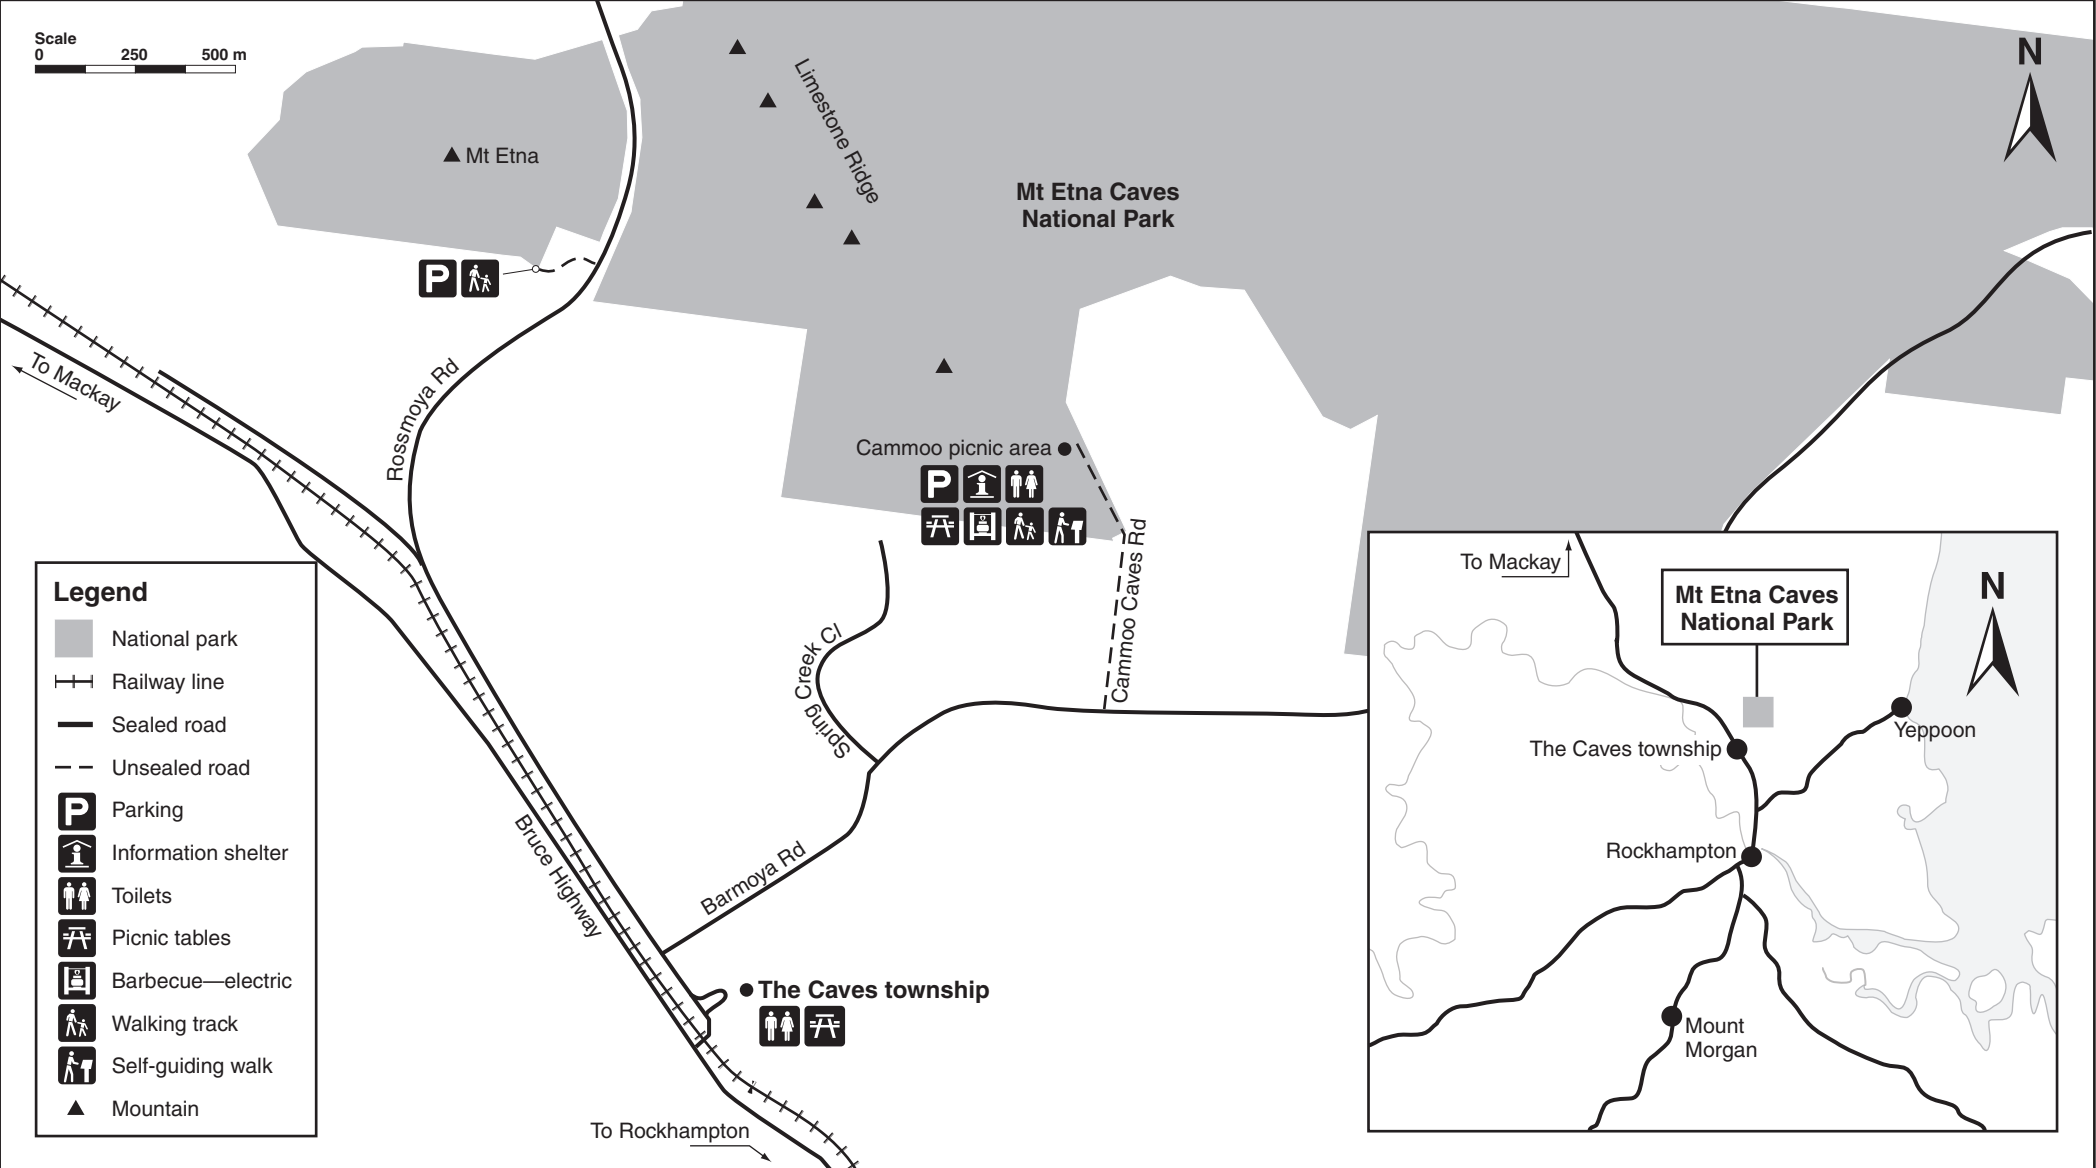 Scale
0 250 500 m
N
Limestone Ridge
Mt Etna
Mt Etna Caves
National Park
P
To Mackay
Rossmoya Rd
Cammoo picnic area
P
Cammoo Caves Rd
Spring Creek Cl
Barmoya Rd
Bruce Highway
The Caves township
To Rockhampton
Legend
National park
Railway line
Sealed road
Unsealed road
P Parking
Information shelter
Toilets
Picnic tables
Barbecue—electric
Walking track
Self-guiding walk
Mountain
To Mackay
Mt Etna Caves
National Park
N
Yeppoon
The Caves township
Rockhampton
Mount
Morgan